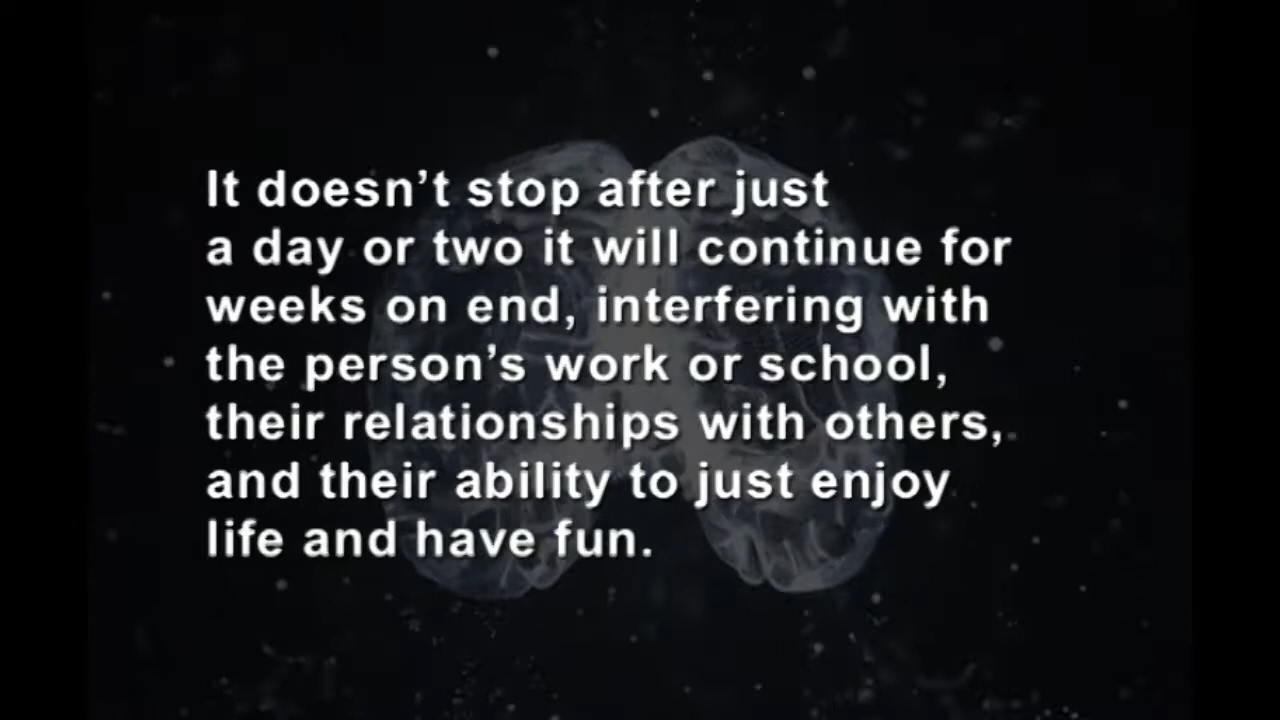 It doesn’t stop after just
a day or two it will continue for
weeks on end, interfering with
the person’s work or school,
their relationships with others,
and their ability to just enjoy
life and have fun.